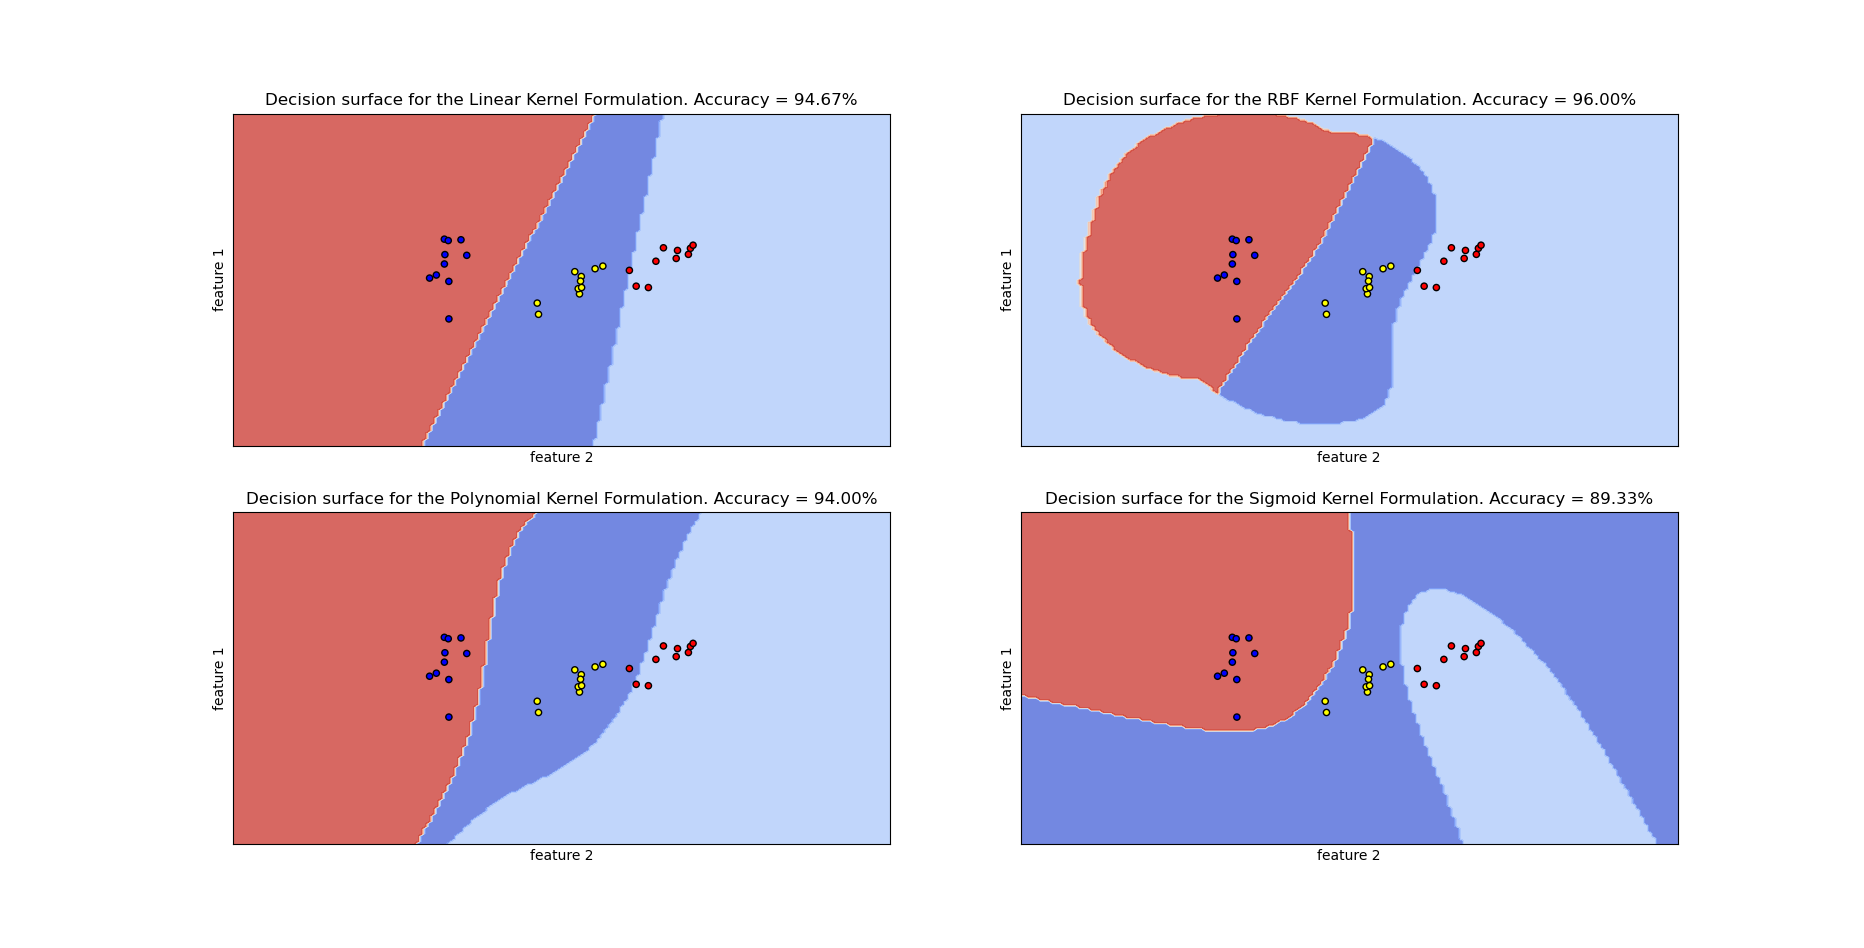 Decision surface for the Linear Kernel Formulation. Accuracy = 94.67%
feature 1
feature 2
Decision surface for the RBF Kernel Formulation. Accuracy = 96.00%
feature 1
feature 2
Decision surface for the Polynomial Kernel Formulation. Accuracy = 94.00%
feature 1
feature 2
Decision surface for the Sigmoid Kernel Formulation. Accuracy = 89.33%
feature 1
feature 2